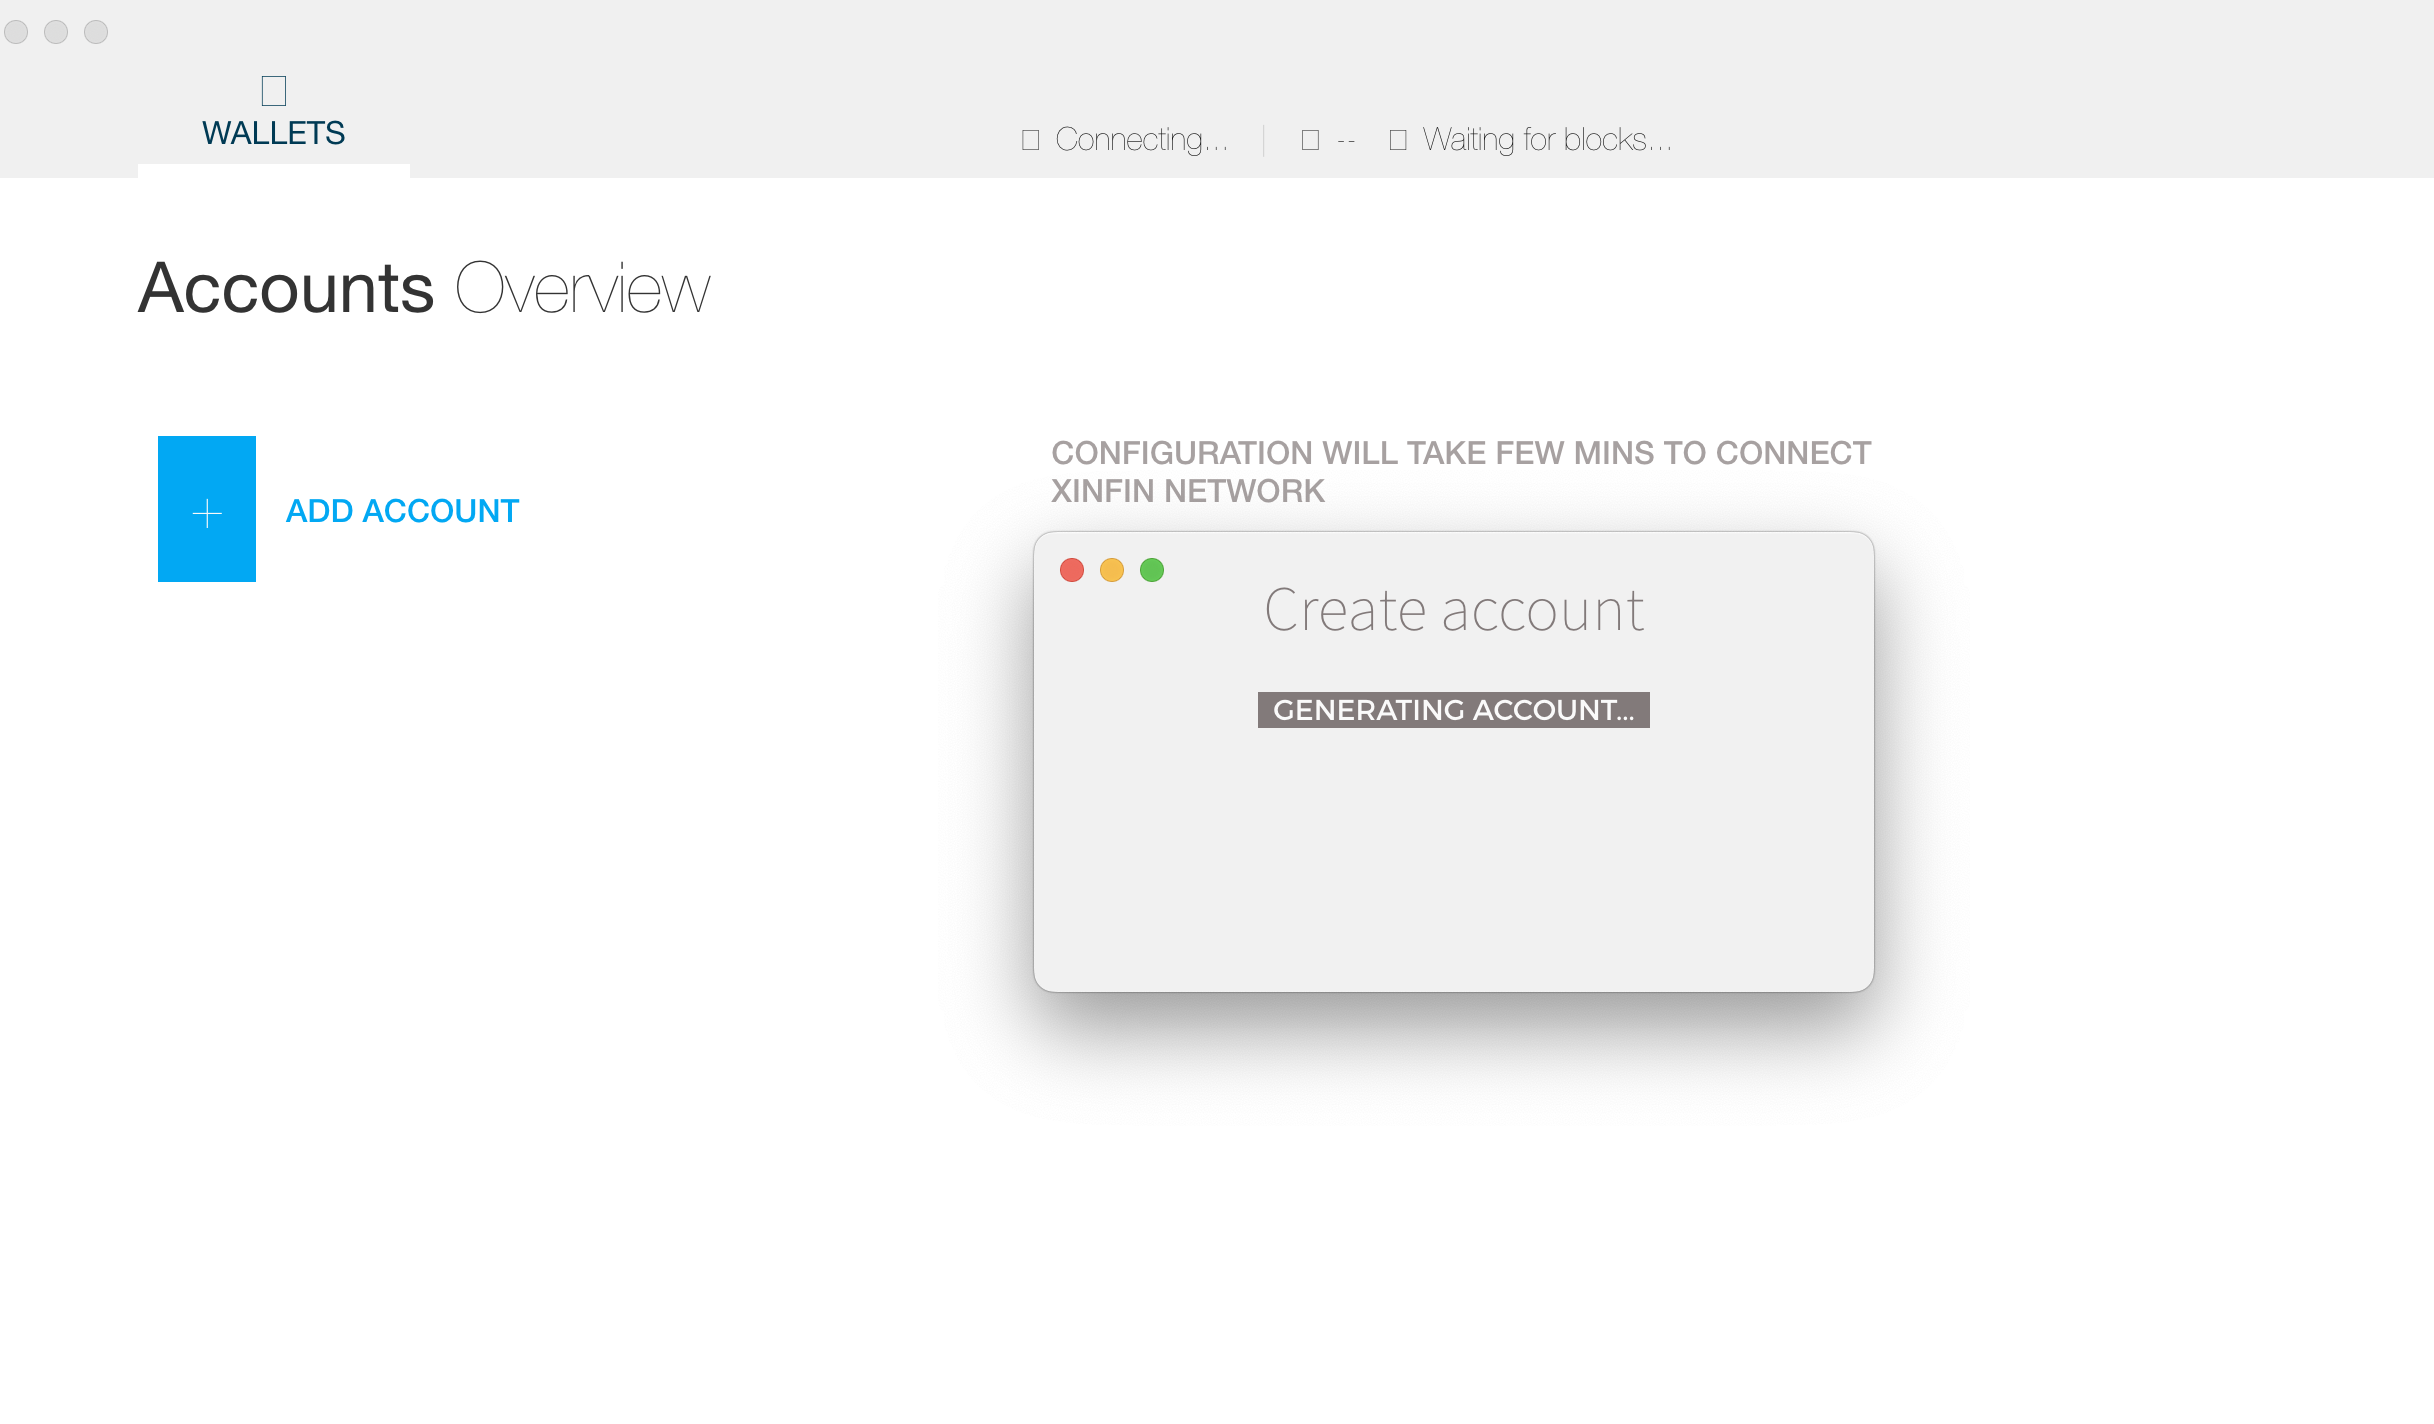 WALLETS
Connecting... -- Waiting for blocks...
Accounts Overview
ADD ACCOUNT
CONFIGURATION WILL TAKE FEW MINS TO CONNECT
XINFIN NETWORK
Create account
GENERATING ACCOUNT...